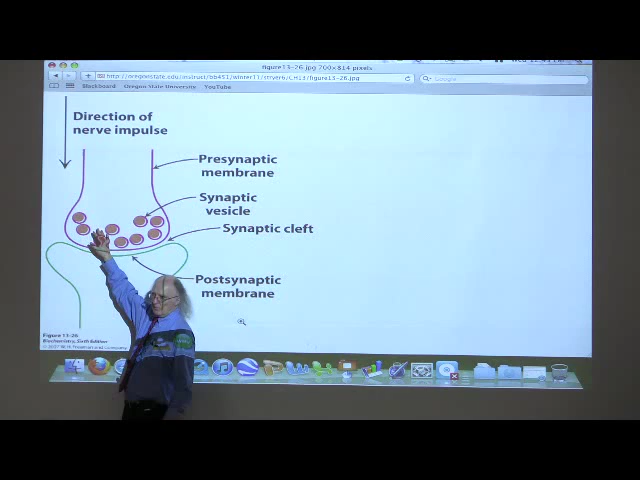 figure13-26.jpg 700×814 pixels
http://oregonstate.edu/instruct/bb451/winter11/stryer6/CH13/figure13-26.jpg
Google
Blackboard Oregon State University YouTube
Direction of
nerve impulse
Presynaptic
membrane
Synaptic
vesicle
Synaptic cleft
Postsynaptic
membrane
Figure 13-26
Biochemistry, Sixth Edition